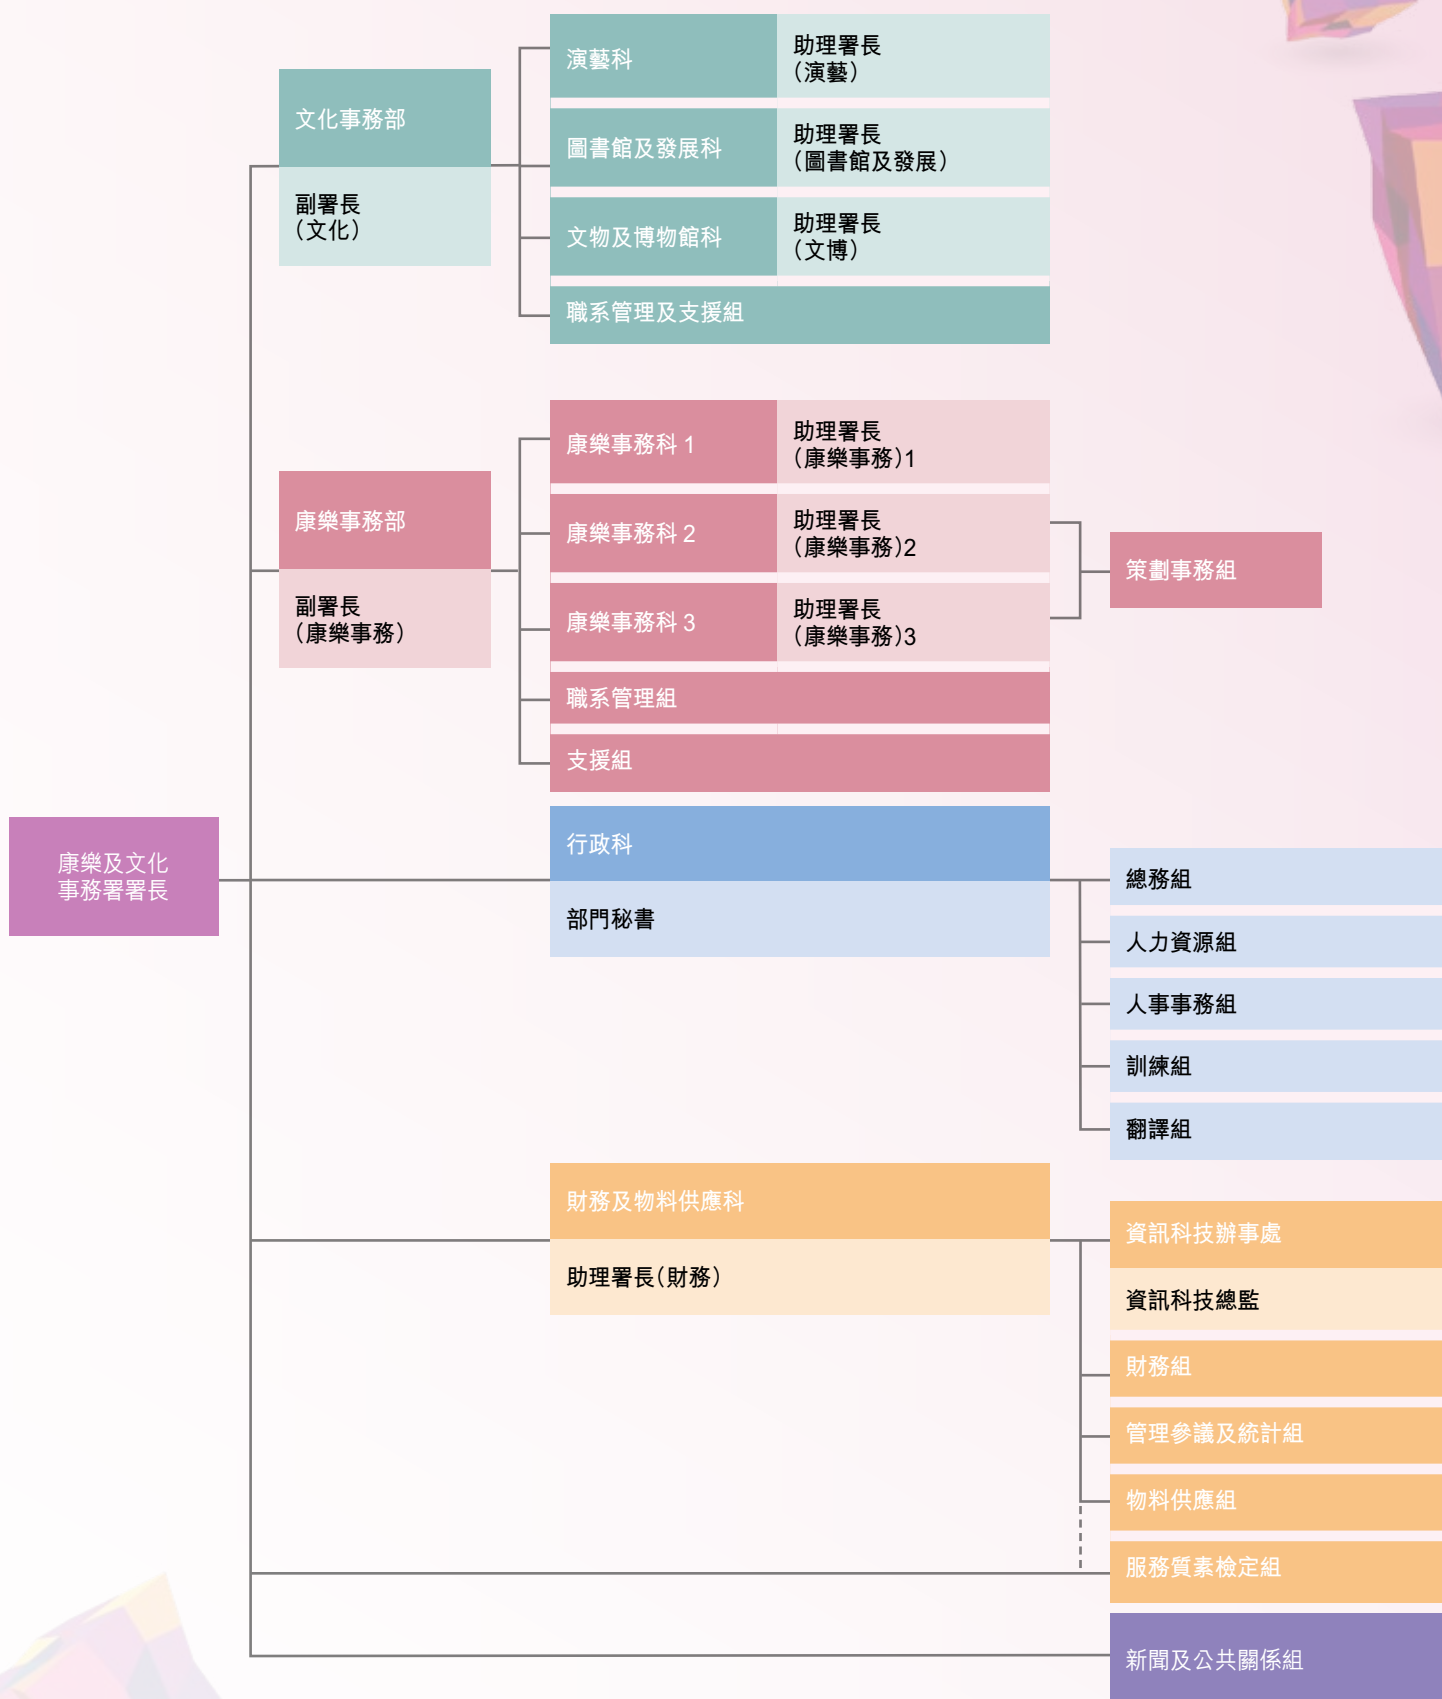 文化事務部
副署長
（文化）
演藝科
助理署長
（演藝）
圖書館及發展科
助理署長
（圖書館及發展）
文物及博物館科
助理署長
（文博）
職系管理及支援組
康樂事務部
副署長
（康樂事務）
康樂事務科 1
助理署長
（康樂事務）1
康樂事務科 2
助理署長
（康樂事務）2
康樂事務科 3
助理署長
（康樂事務）3
職系管理組
支援組
策劃事務組
康樂及文化
事務署署長
行政科
部門秘書
總務組
人力資源組
人事事務組
訓練組
翻譯組
財務及物料供應科
助理署長（財務）
資訊科技辦事處
資訊科技總監
財務組
管理參議及統計組
物料供應組
服務質素檢定組
新聞及公共關係組